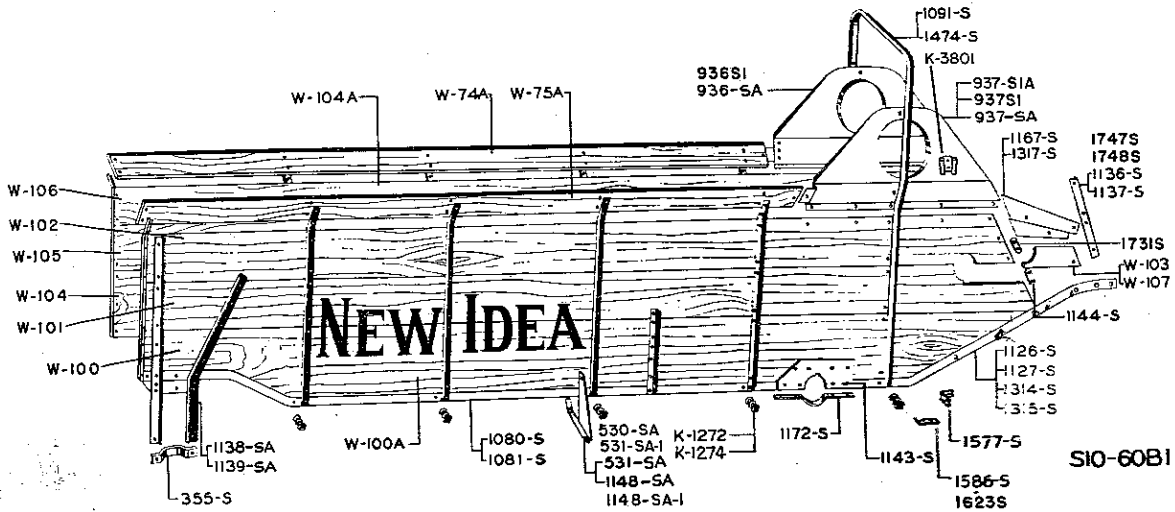 1091-S
1474-S
K-3801
936S1
936-SA
937-S1A
937S1
937-SA
W-104A
W-74A
W-75A
1167-S
1317-S
1747S
1748S
1136-S
1137-S
W-106
W-102
W-105
W-104
W-101
W-100
1731S
W-103
W-107
1144-S
NEW IDEA
1126-S
1127-S
1314-S
1315-S
W-100A
1080-S
1081-S
530-SA
531-SA-1
531-SA
1148-SA
1148-SA-1
K-1272
K-1274
1172-S
1143-S
1577-S
1586-S
1623S
1138-SA
1139-SA
355-S
S10-60B1